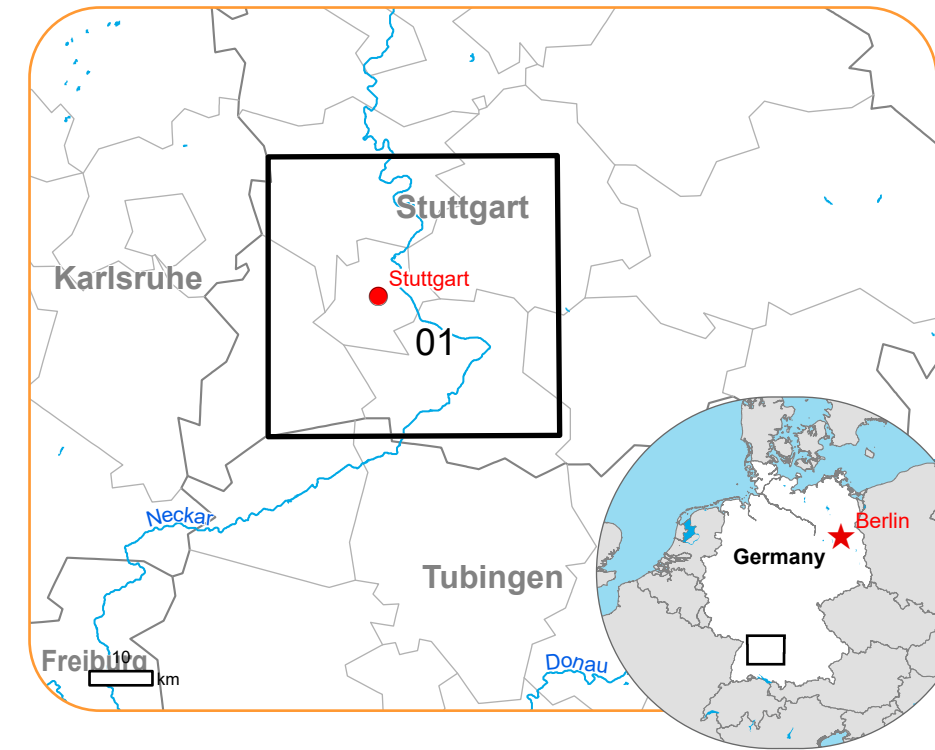 Stuttgart
Karlsruhe
Stuttgart
01
Neckar
Tubingen
Freiburg
10
km
Donau
Berlin
Germany